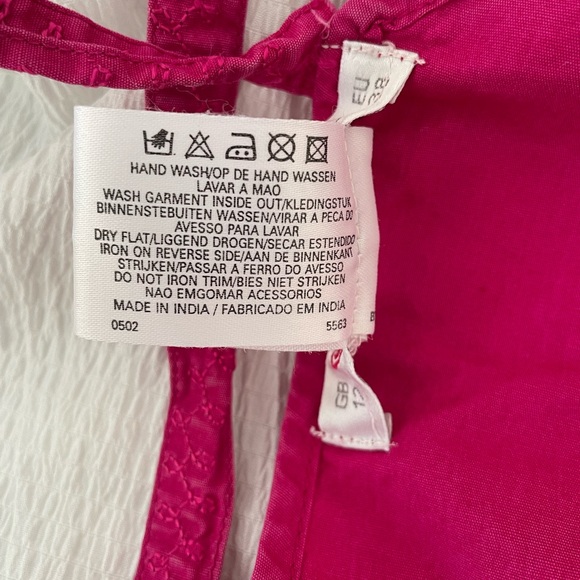 EU
38
HAND WASH/OP DE HAND WASSEN
LAVAR A MAO
WASH GARMENT INSIDE OUT/KLEDINGSTUK
BINNENSTEBUITEN WASSEN/VIRAR A PECA DO
AVESSO PARA LAVAR
DRY FLAT/LIGGEND DROGEN/SECAR ESTENDIDO
IRON ON REVERSE SIDE/AAN DE BINNENKANT
STRIJKEN/PASSAR A FERRO DO AVESSO
DO NOT IRON TRIM/BIES NIET STRIJKEN
NAO EMGOMAR ACESSORIOS
MADE IN INDIA / FABRICADO EM INDIA
0502 5563
GB
12